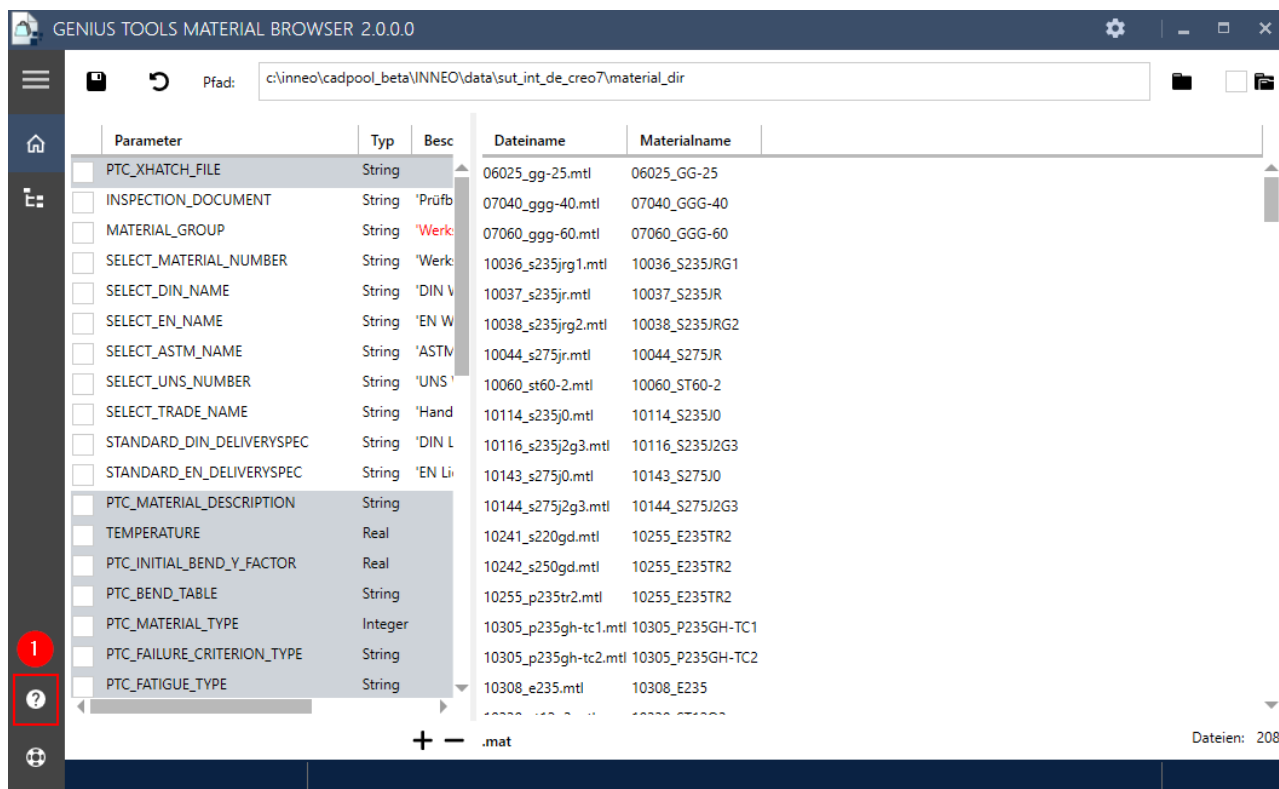 GENIUS TOOLS MATERIAL BROWSER 2.0.0.0
Pfad: c:\inneo\cadpool_beta\INNEO\data\sut_int_de_creo7\material_dir
Parameter Typ Besc Dateiname Materialname
PTC_XHATCH_FILE String
INSPECTION_DOCUMENT String 'Prüfb
MATERIAL_GROUP String 'Werk
SELECT_MATERIAL_NUMBER String 'Werk
SELECT_DIN_NAME String 'DIN
SELECT_EN_NAME String 'EN W
SELECT_ASTM_NAME String 'ASTM
SELECT_UNS_NUMBER String 'UNS
SELECT_TRADE_NAME String 'Hand
STANDARD_DIN_DELIVERYSPEC String 'DIN L
STANDARD_EN_DELIVERYSPEC String 'EN Li
PTC_MATERIAL_DESCRIPTION String
TEMPERATURE Real
PTC_INITIAL_BEND_Y_FACTOR Real
PTC_BEND_TABLE String
PTC_MATERIAL_TYPE Integer
PTC_FAILURE_CRITERION_TYPE String
PTC_FATIGUE_TYPE String
06025_gg-25.mtl 06025_GG-25
07040_ggg-40.mtl 07040_GGG-40
07060_ggg-60.mtl 07060_GGG-60
10036_s235jrg1.mtl 10036_S235JRG1
10037_s235jr.mtl 10037_S235JR
10038_s235jrg2.mtl 10038_S235JRG2
10044_s275jr.mtl 10044_S275JR
10060_st60-2.mtl 10060_ST60-2
10114_s235j0.mtl 10114_S235J0
10116_s235j2g3.mtl 10116_S235J2G3
10143_s275j0.mtl 10143_S275J0
10144_s275j2g3.mtl 10144_S275J2G3
10241_s220gd.mtl 10255_E235TR2
10242_s250gd.mtl 10255_E235TR2
10255_p235tr2.mtl 10255_E235TR2
10305_p235gh-tc1.mtl 10305_P235GH-TC1
10305_p235gh-tc2.mtl 10305_P235GH-TC2
10308_e235.mtl 10308_E235
1
.mat
Dateien: 208